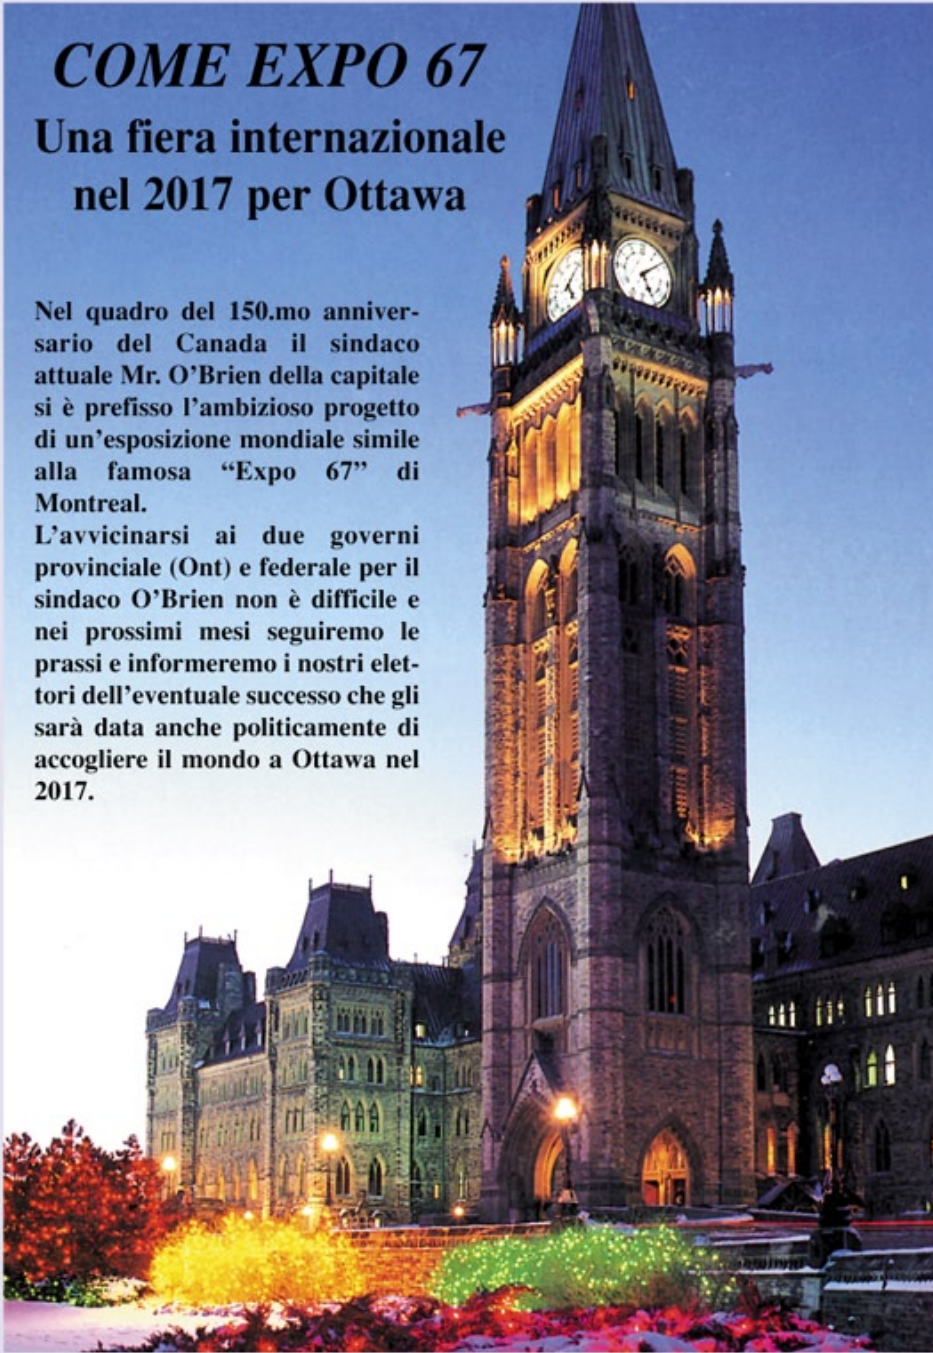 COME EXPO 67
Una fiera internazionale
nel 2017 per Ottawa
Nel quadro del 150.mo anniver-
sario del Canada il sindaco
attuale Mr. O'Brien della capitale
si è prefisso l'ambizioso progetto
di un'esposizione mondiale simile
alla famosa “Expo 67” di
Montreal.
L'avvicinarsi ai due governi
provinciale (Ont) e federale per il
sindaco O'Brien non è difficile e
nei prossimi mesi seguiremo le
prassi e informeremo i nostri elet-
tori dell'eventuale successo che gli
sarà data anche politicamente di
accogliere il mondo a Ottawa nel
2017.